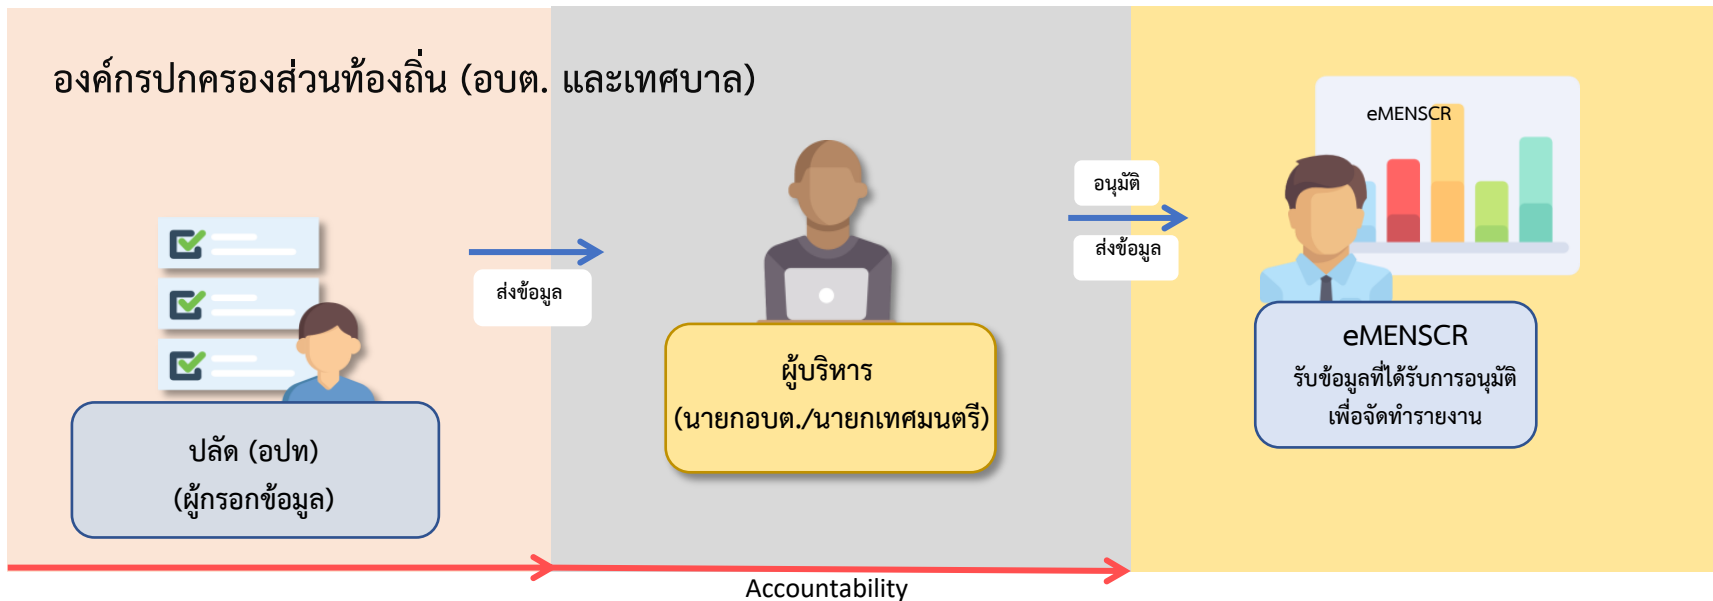 องค์กรปกครองส่วนท้องถิ่น (อบต. และเทศบาล)
ปลัด (อปท)
(ผู้กรอกข้อมูล)
ส่งข้อมูล
ผู้บริหาร
(นายกอบต./นายกเทศมนตรี)
อนุมัติ
ส่งข้อมูล
eMENSCR
eMENSCR
รับข้อมูลที่ได้รับการอนุมัติ
เพื่อจัดทำรายงาน
Accountability